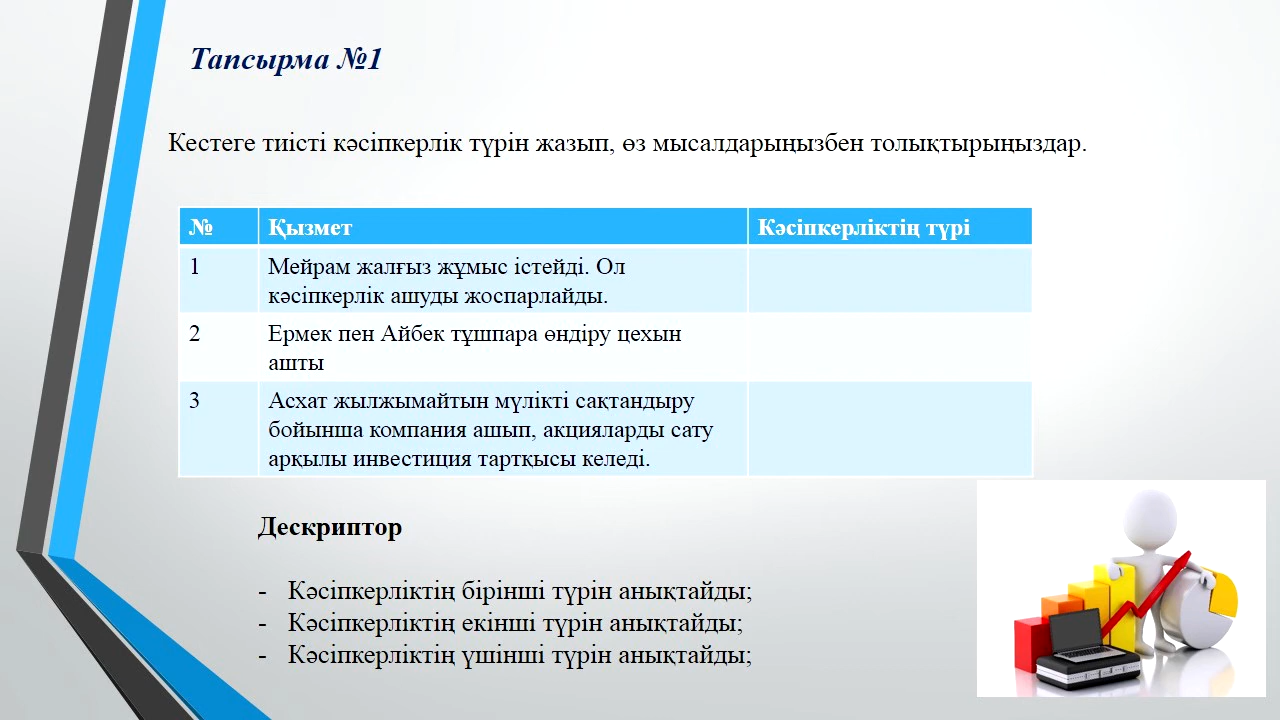 Тапсырма №1
Кестеге тиісті кәсіпкерлік түрін жазып, өз мысалдарыңызбен толықтырыңыздар.
№ Қызмет Кәсіпкерліктің түрі
1 Мейрам жалғыз жұмыс істейді. Ол
кәсіпкерлік ашуды жоспарлайды.
2 Ермек пен Айбек тұшпара өндіру цехын
ашты
3 Асхат жылжымайтын мүлікті сақтандыру
бойынша компания ашып, акцияларды сату
арқылы инвестиция тартқысы келеді.
Дескриптор
- Кәсіпкерліктің бірінші түрін анықтайды;
- Кәсіпкерліктің екінші түрін анықтайды;
- Кәсіпкерліктің үшінші түрін анықтайды;